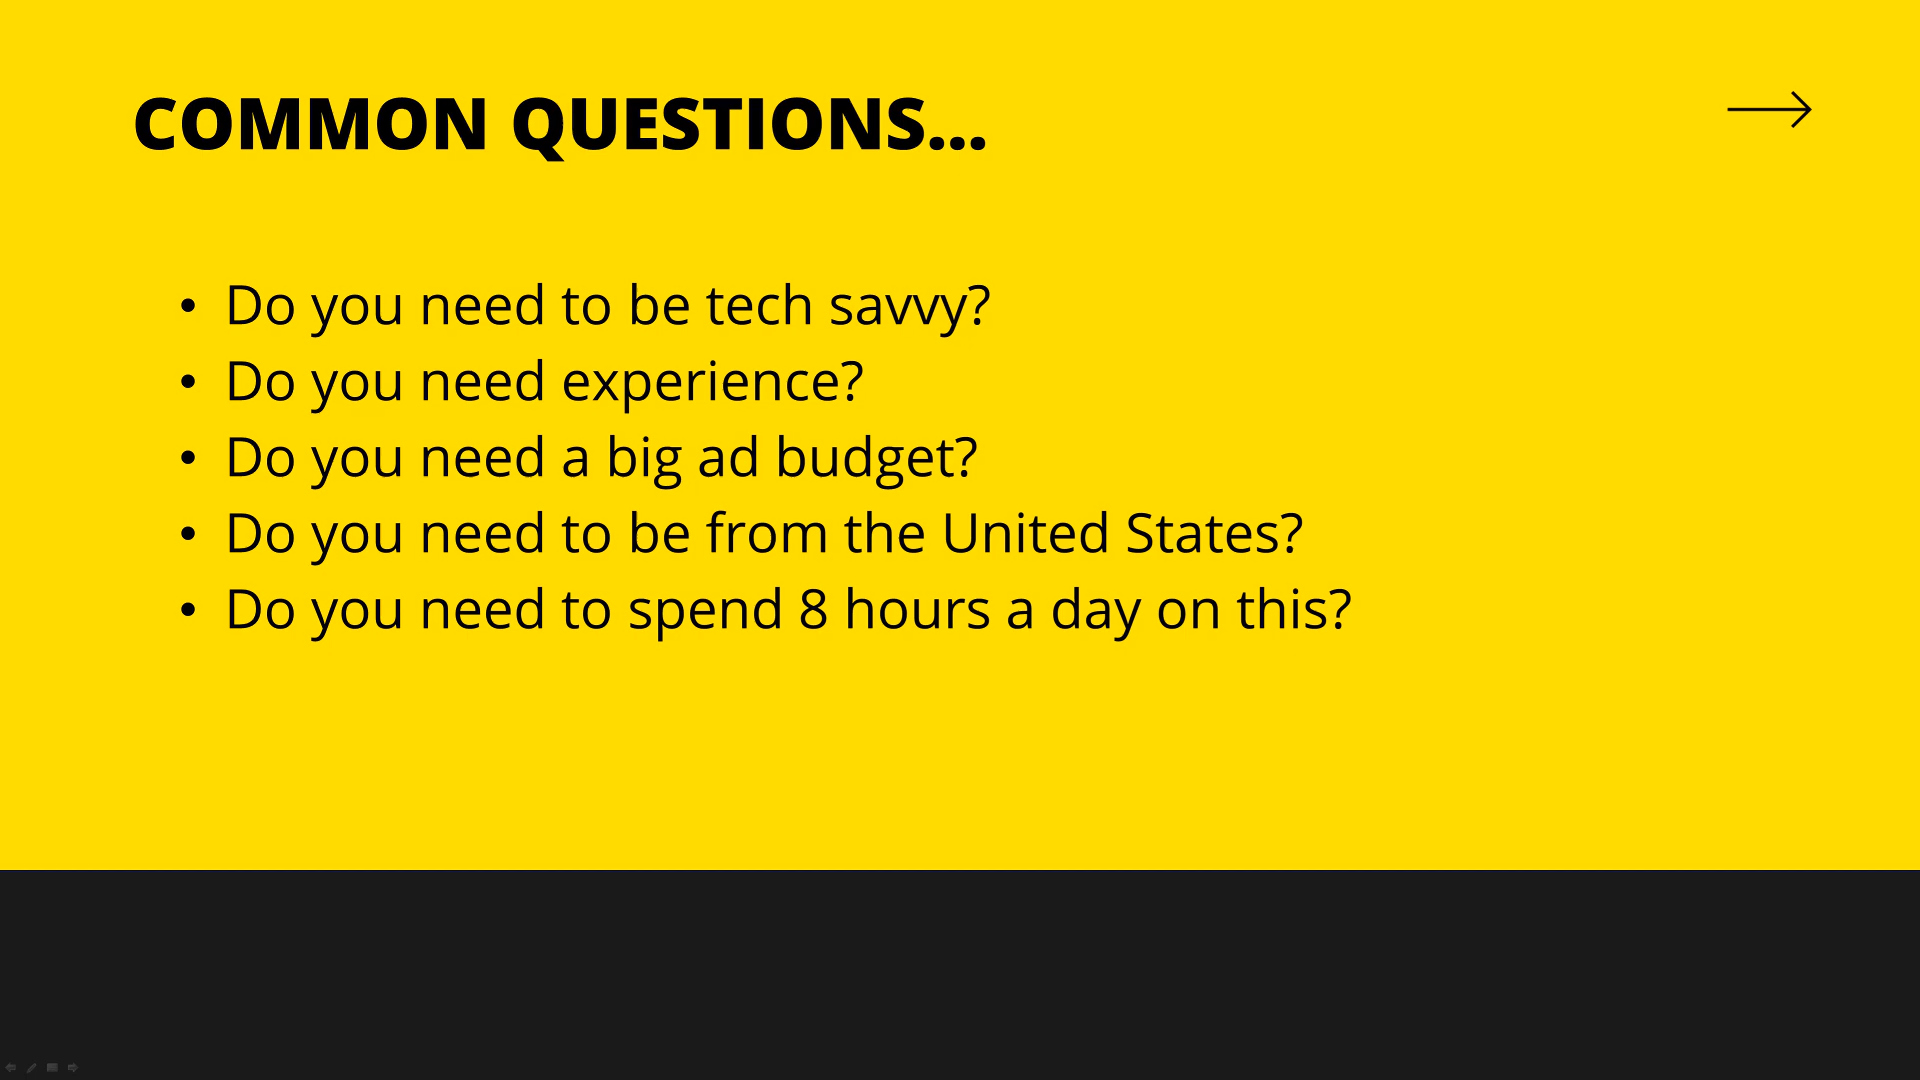 COMMON QUESTIONS...
• Do you need to be tech savvy?
• Do you need experience?
• Do you need a big ad budget?
• Do you need to be from the United States?
• Do you need to spend 8 hours a day on this?